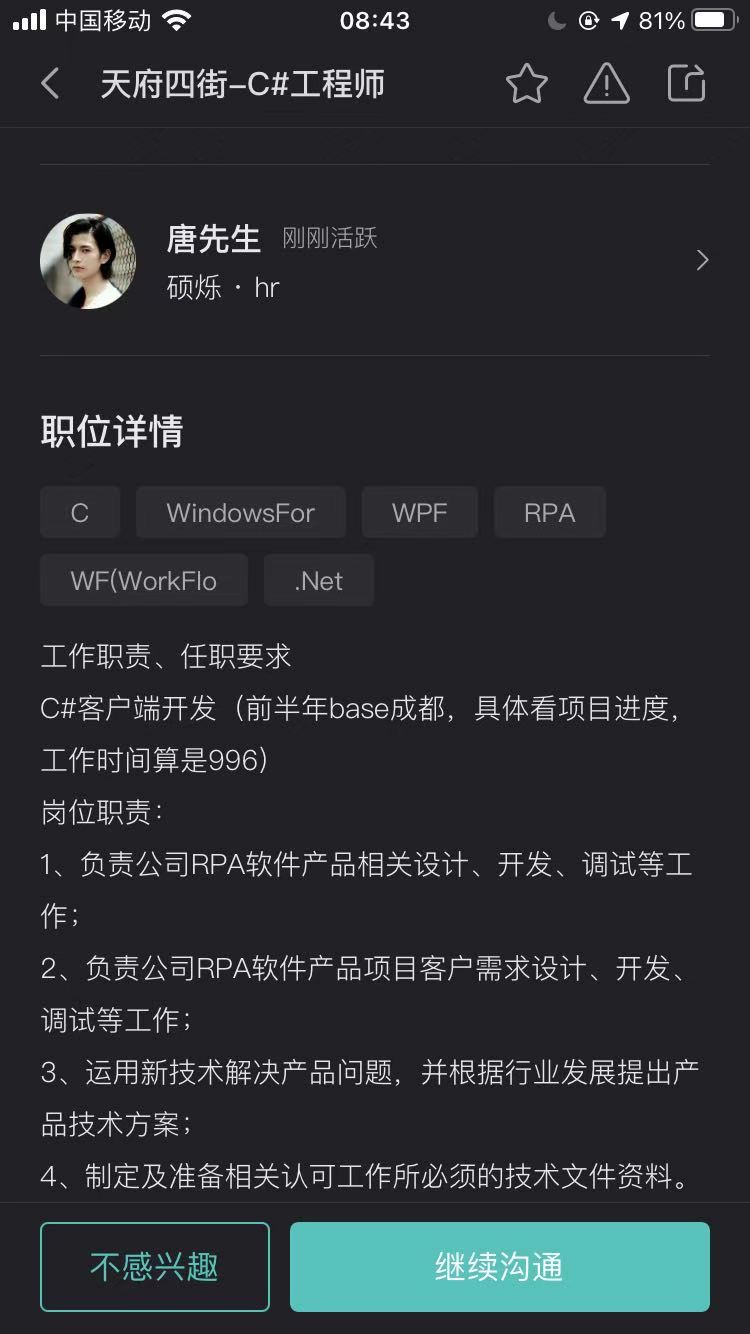 中国移动
08:43
81%
天府四街-C#工程师
唐先生 刚刚活跃
硕烁·hr
职位详情
C WindowsFor WPF RPA
WF(WorkFlo .Net
工作职责、任职要求
C#客户端开发（前半年base成都，具体看项目进度，
工作时间算是996）
岗位职责：
1、负责公司RPA软件产品相关设计、开发、调试等工
作；
2、负责公司RPA软件产品项目客户需求设计、开发、
调试等工作；
3、运用新技术解决产品问题，并根据行业发展提出产
品技术方案；
4、制定及准备相关认可工作所必须的技术文件资料。
不感兴趣 继续沟通